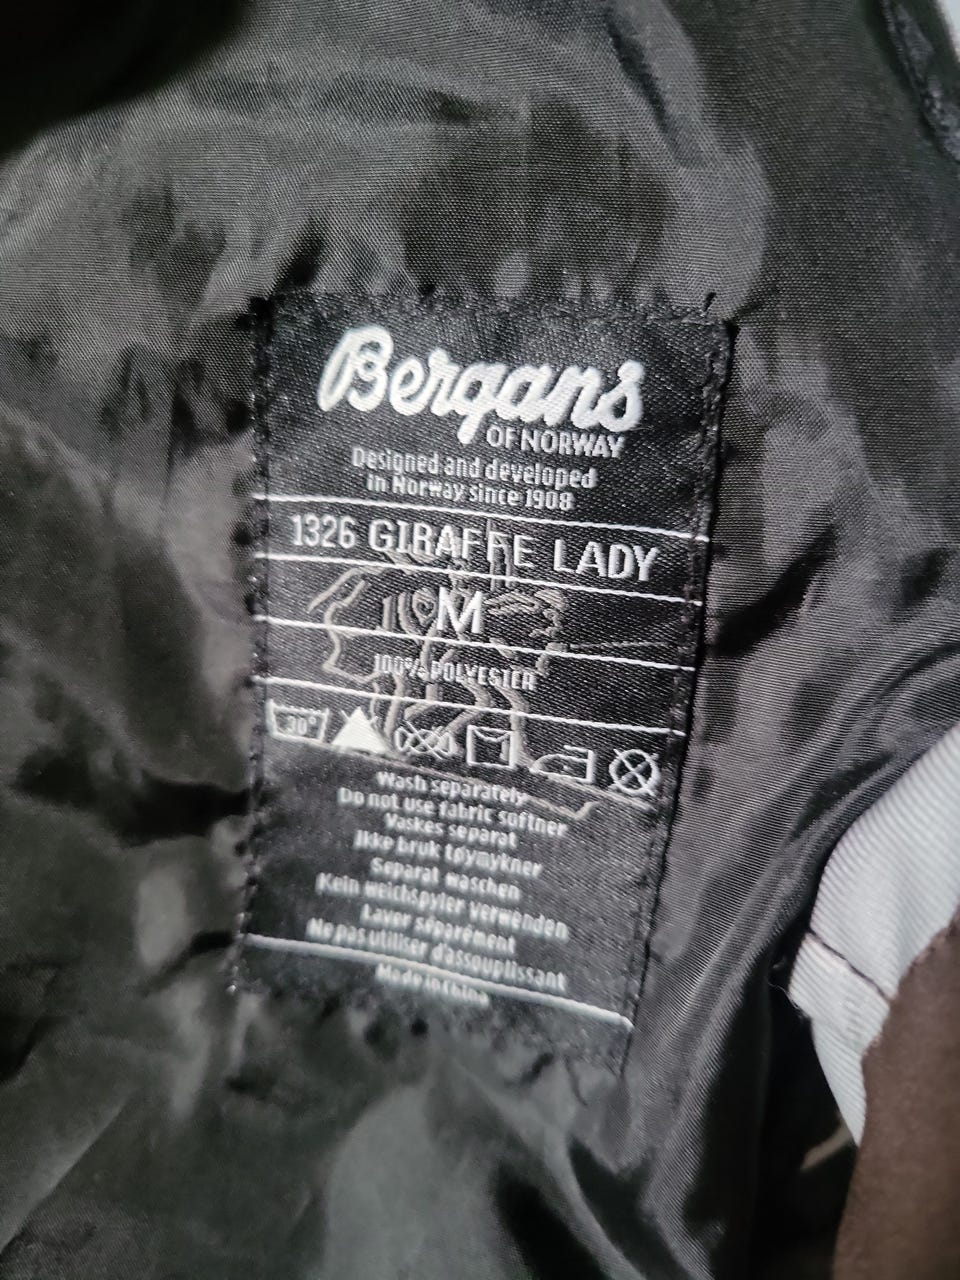 Bergans
OF NORWAY
Designed and developed
in Norway since 1908
1326 GIRAFFE LADY
M
100% POLYESTER
30°
Wash separately
Do not use fabric softner
Vaskes separat
Ikke bruk tøymykner
Separat waschen
Kein weichspyler verwenden
Laver séparément
Ne pas utiliser d'assouplissant
Made in China